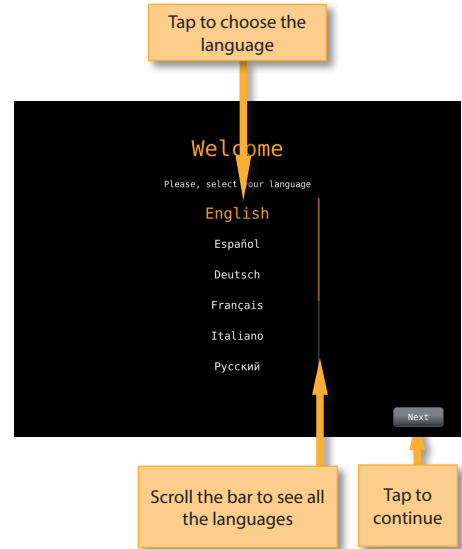 Tap to choose the
language
Welcome
Please, select your language
English
Español
Deutsch
Français
Italiano
Русский
Next
Scroll the bar to see all
the languages
Tap to
continue